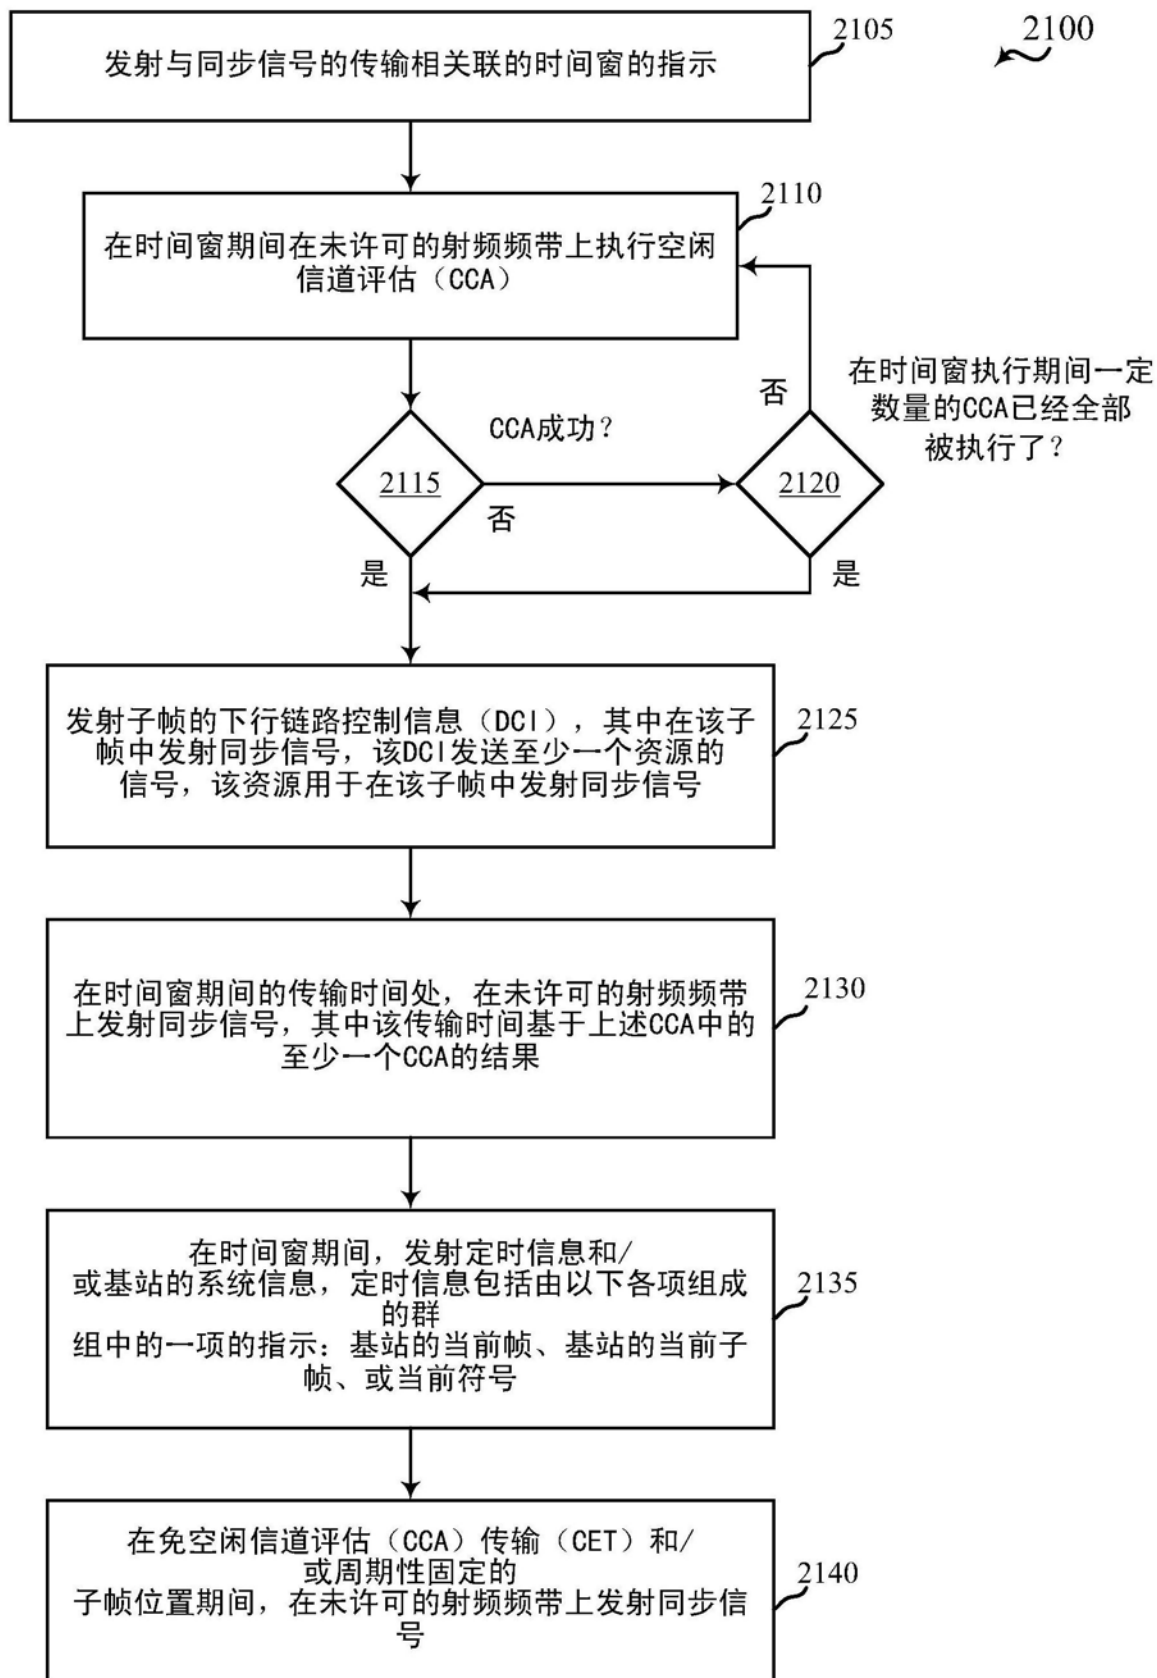 2100
发射与同步信号的传输相关联的时间窗的指示
2105
2110
在时间窗期间在未许可的射频频带上执行空闲
信道评估（CCA）
CCA成功？
2115
否
是
在时间窗执行期间一定
数量的CCA已经全部
被执行了？
否
2120
是
发射子帧的下行链路控制信息（DCI），其中在该子
帧中发射同步信号，该DCI发送至少一个资源的
信号，该资源用于在该子帧中发射同步信号
2125
在时间窗期间的传输时间处，在未许可的射频频带
上发射同步信号，其中该传输时间基于上述CCA中的
至少一个CCA的结果
2130
在时间窗期间，发射定时信息和/
或基站的系统信息，定时信息包括由以下各项组成
的群
组中的一项的指示：基站的当前帧、基站的当前子
帧、或当前符号
2135
在免空闲信道评估（CCA）传输（CET）和/
或周期性固定的
子帧位置期间，在未许可的射频频带上发射同步信
号
2140